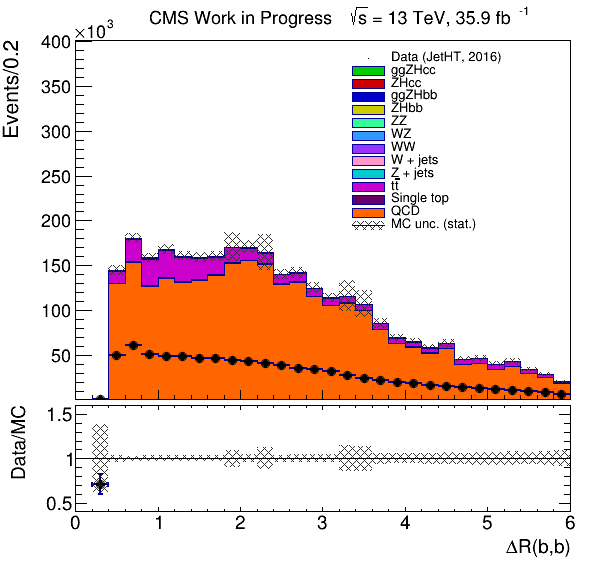 CMS Work in Progress √s = 13 TeV, 35.9 fb -1
×10³
Events/0.2
400
350
300
250
200
150
100
50
Data (JetHT, 2016)
ggZHcc
ZHcc
ggZHbb
ZHbb
ZZ
WZ
WW
W + jets
Z + jets
tt̅
Single top
QCD
MC unc. (stat.)
Data/MC
1.5
1
0.5
0 1 2 3 4 5 6
ΔR(b,b)